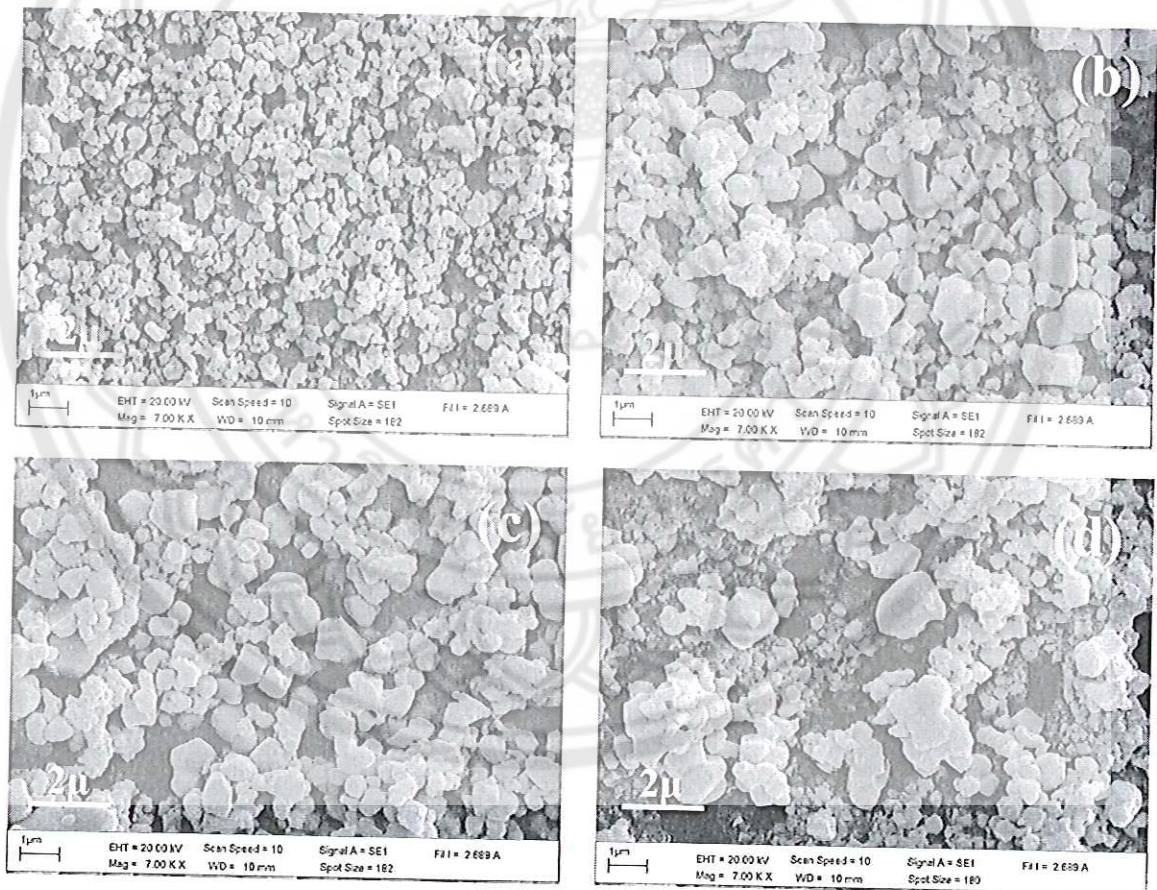 (a)
2μ
1μm
EHT = 20.00 kV Scan Speed = 10 Signal A = SE1 Fil I = 2.689 A
Mag = 7.00 K X WD = 10 mm Spot Size = 182
(b)
2μ
1μm
EHT = 20.00 kV Scan Speed = 10 Signal A = SE1 Fil I = 2.689 A
Mag = 7.00 K X WD = 10 mm Spot Size = 182
(c)
2μ
1μm
EHT = 20.00 kV Scan Speed = 10 Signal A = SE1 Fil I = 2.689 A
Mag = 7.00 K X WD = 10 mm Spot Size = 182
(d)
2μ
1μm
EHT = 20.00 kV Scan Speed = 10 Signal A = SE1 Fil I = 2.689 A
Mag = 7.00 K X WD = 10 mm Spot Size = 180